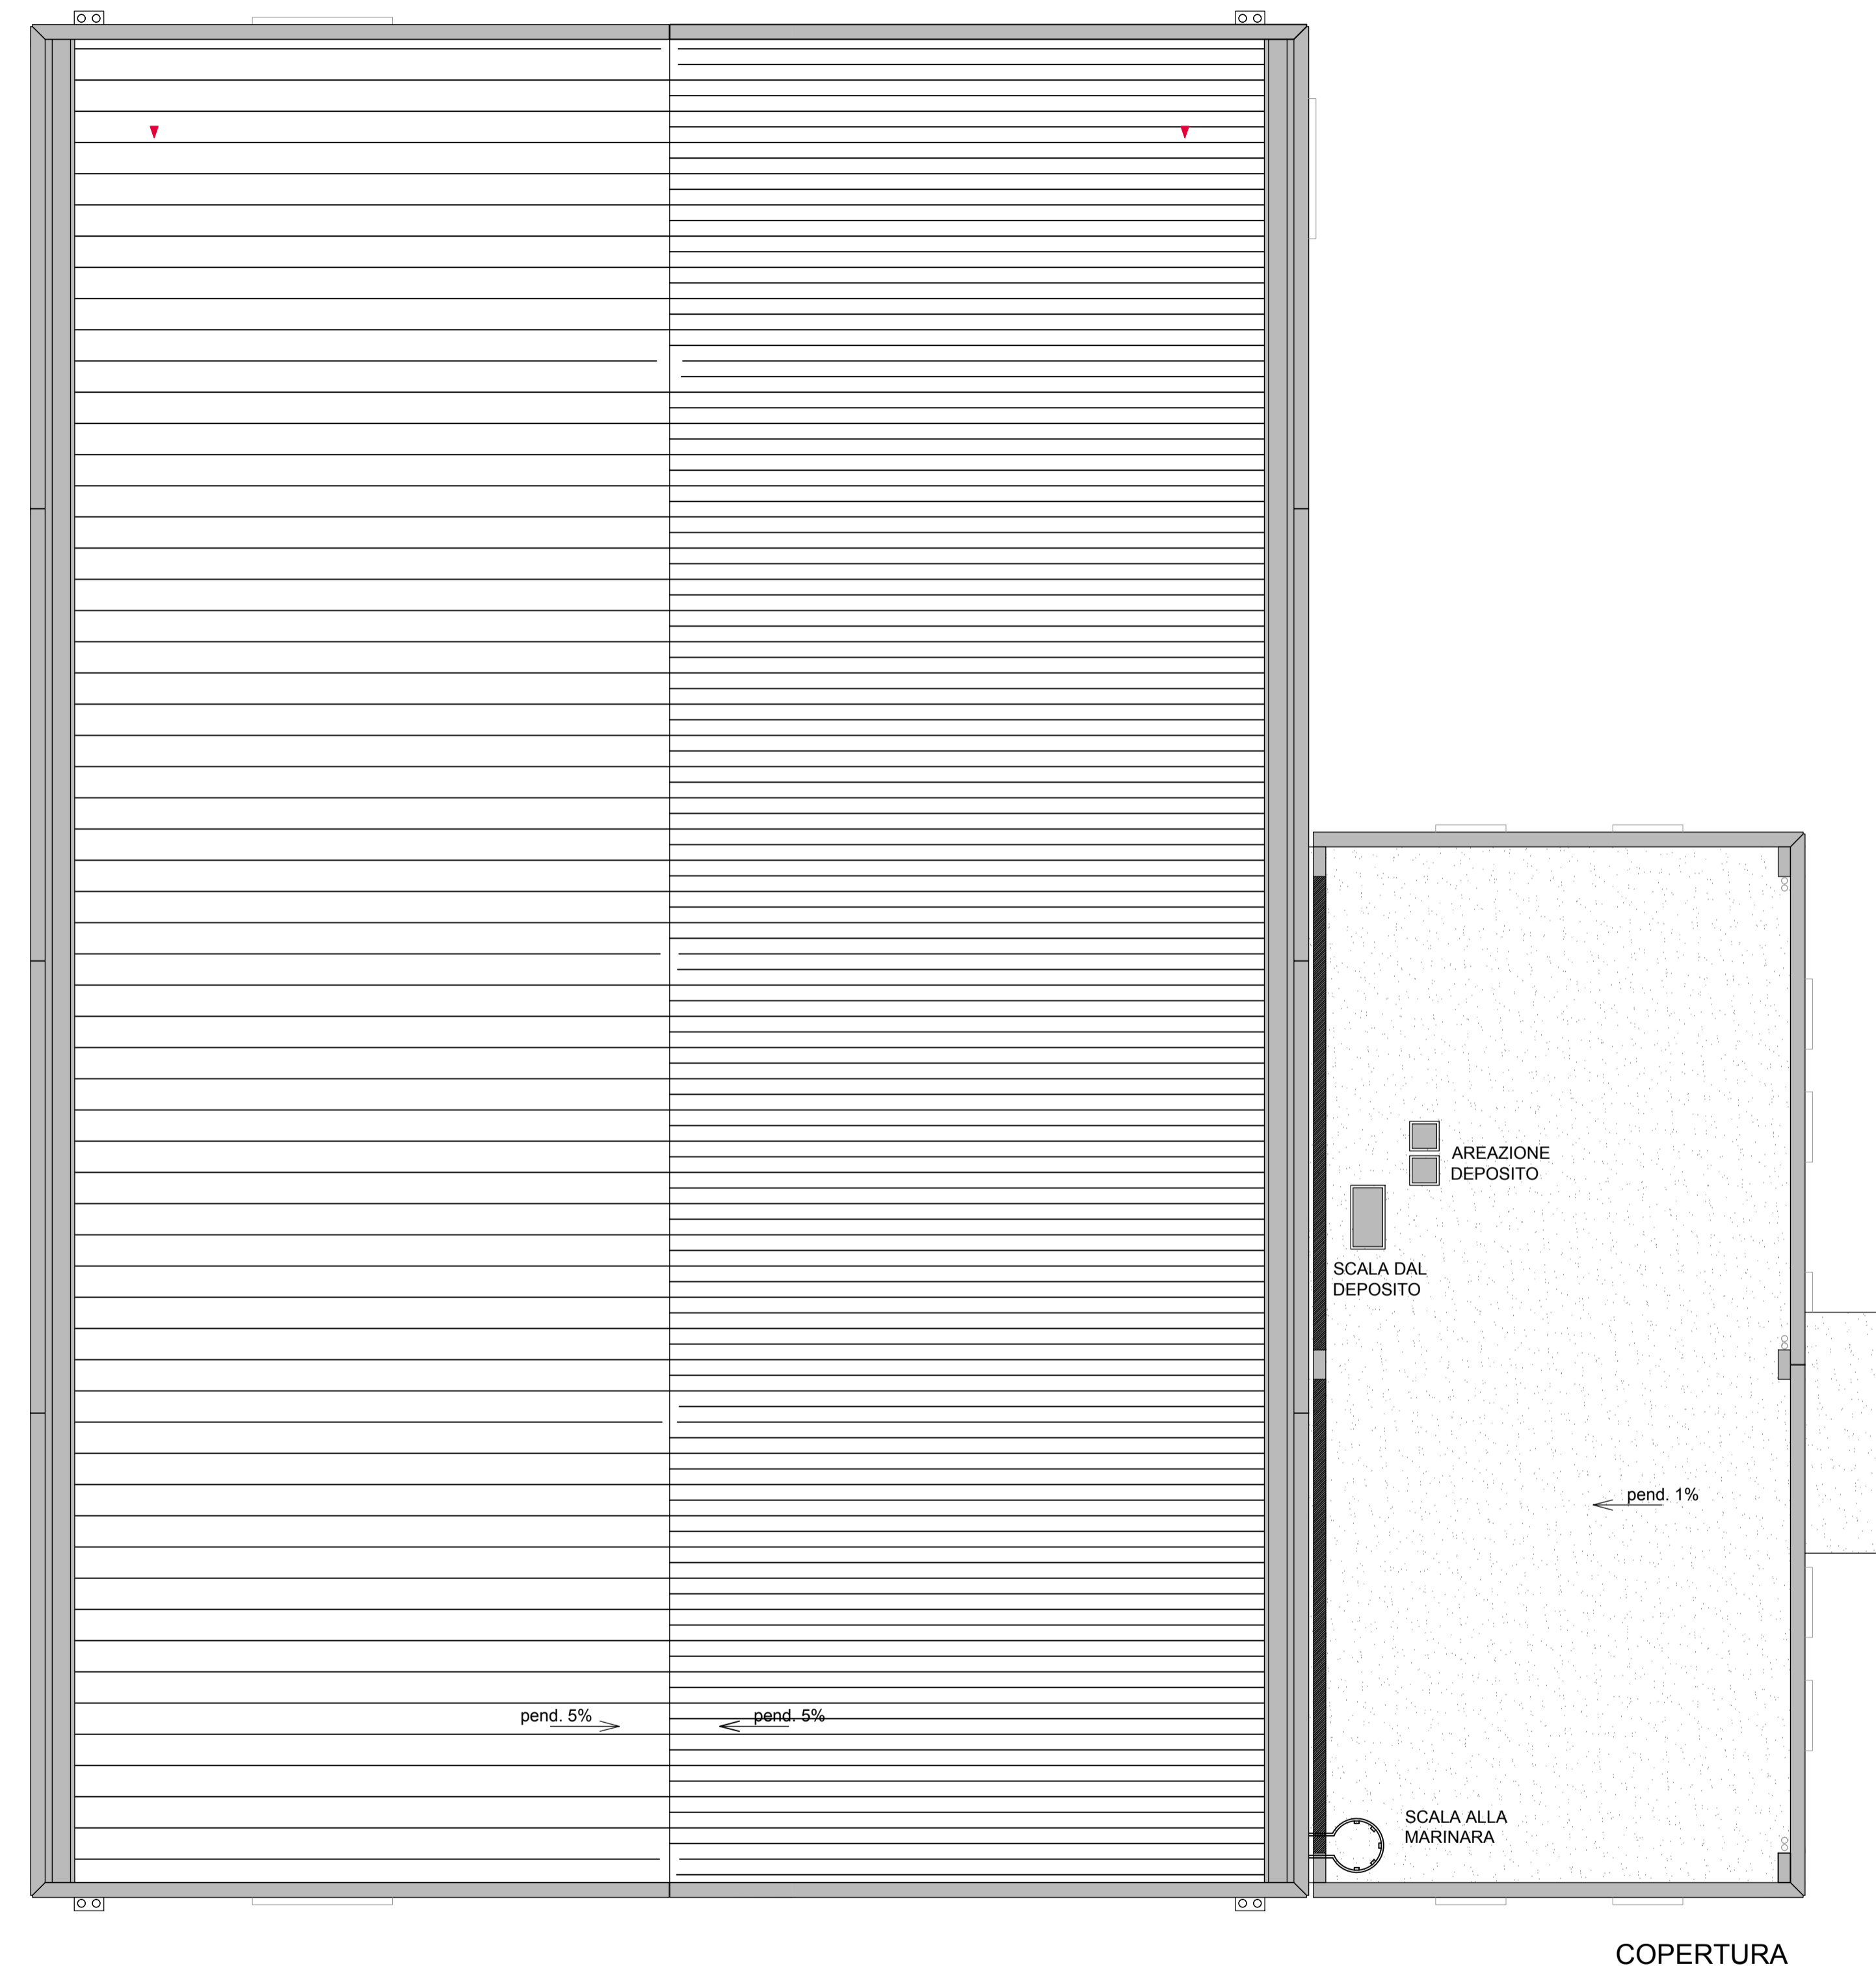 AREAZIONE
DEPOSITO
SCALA DAL
DEPOSITO
pend. 1%
pend. 5%
pend. 5%
SCALA ALLA
MARINARA
COPERTURA